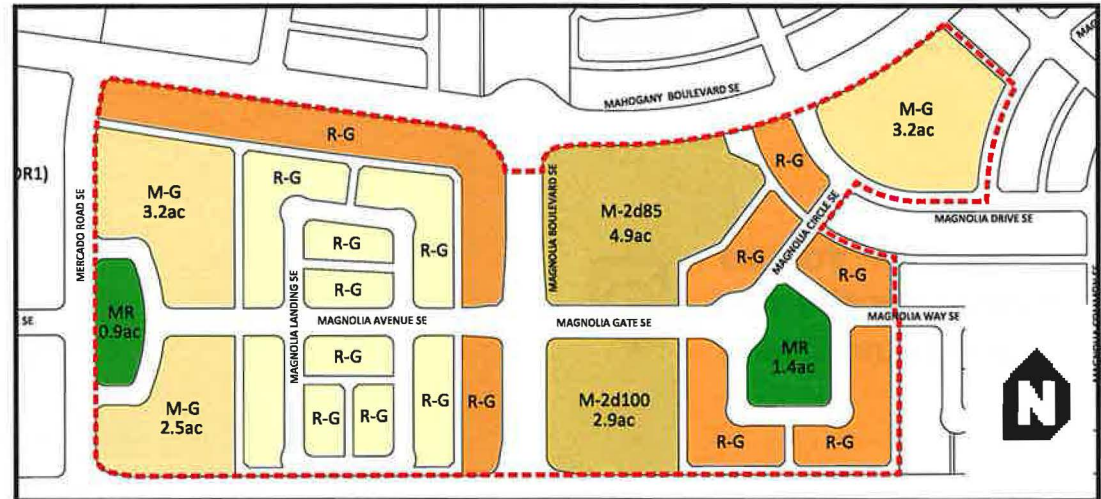 MAHOGANY BOULEVARD SE
M-G
3.2ac
R-G
R-G
DR1)
R-G
M-G
3.2ac
MERCADO ROAD SE
M-2d85
4.9ac
MAGNOLIA BOULEVARD SE
MAGNOLIA CIRCLE SE
MAGNOLIA DRIVE SE
R-G
R-G
R-G
R-G
R-G
MR
0.9ac
SE
MAGNOLIA LANDING SE
MAGNOLIA AVENUE SE
MAGNOLIA GATE SE
MAGNOLIA WAY SE
MR
1.4ac
R-G
M-G
2.5ac
R-G
R-G
R-G
R-G
M-2d100
2.9ac
R-G
R-G
N